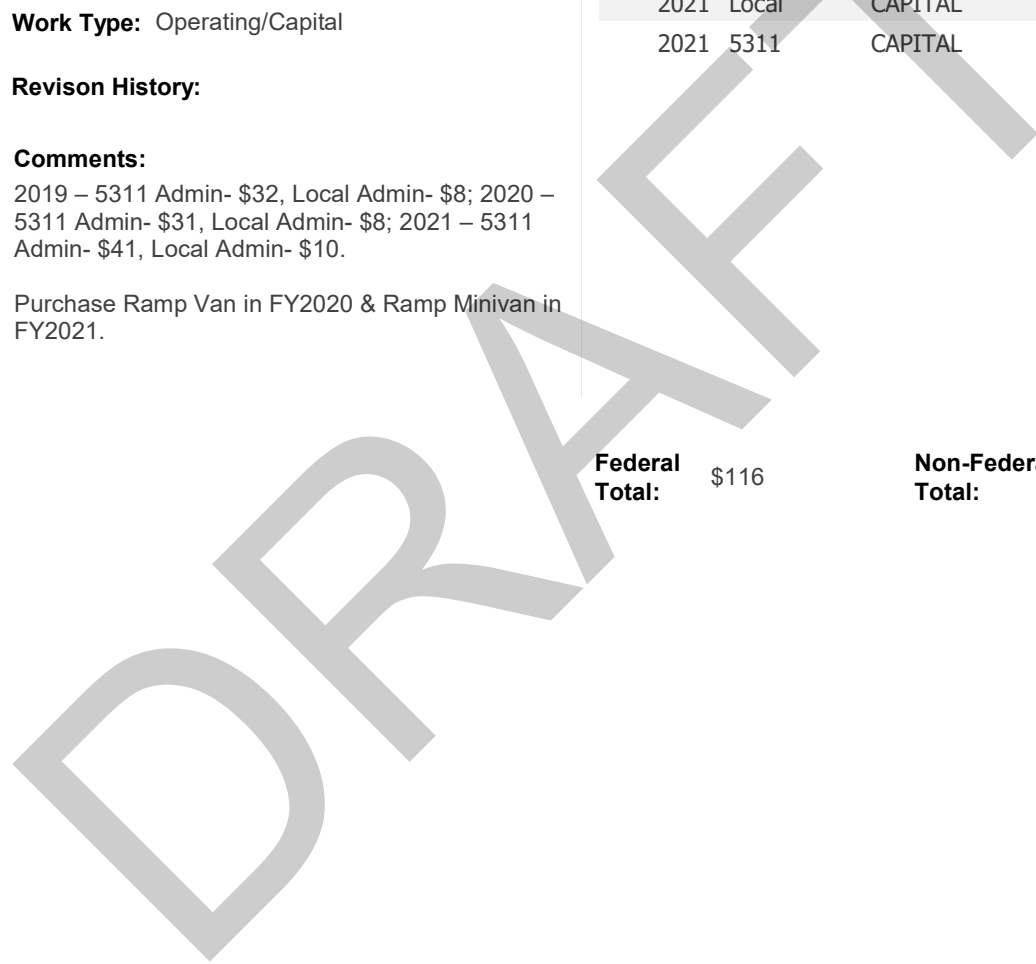 Work Type: Operating/Capital
Revison History:
Comments:
2019 – 5311 Admin- $32, Local Admin- $8; 2020 –
5311 Admin- $31, Local Admin- $8; 2021 – 5311
Admin- $41, Local Admin- $10.
Purchase Ramp Van in FY2020 & Ramp Minivan in
FY2021.
2021 Local CAPITAL
2021 5311 CAPITAL
Federal
Total: $116
Non-Federa
Total:
DRAFT